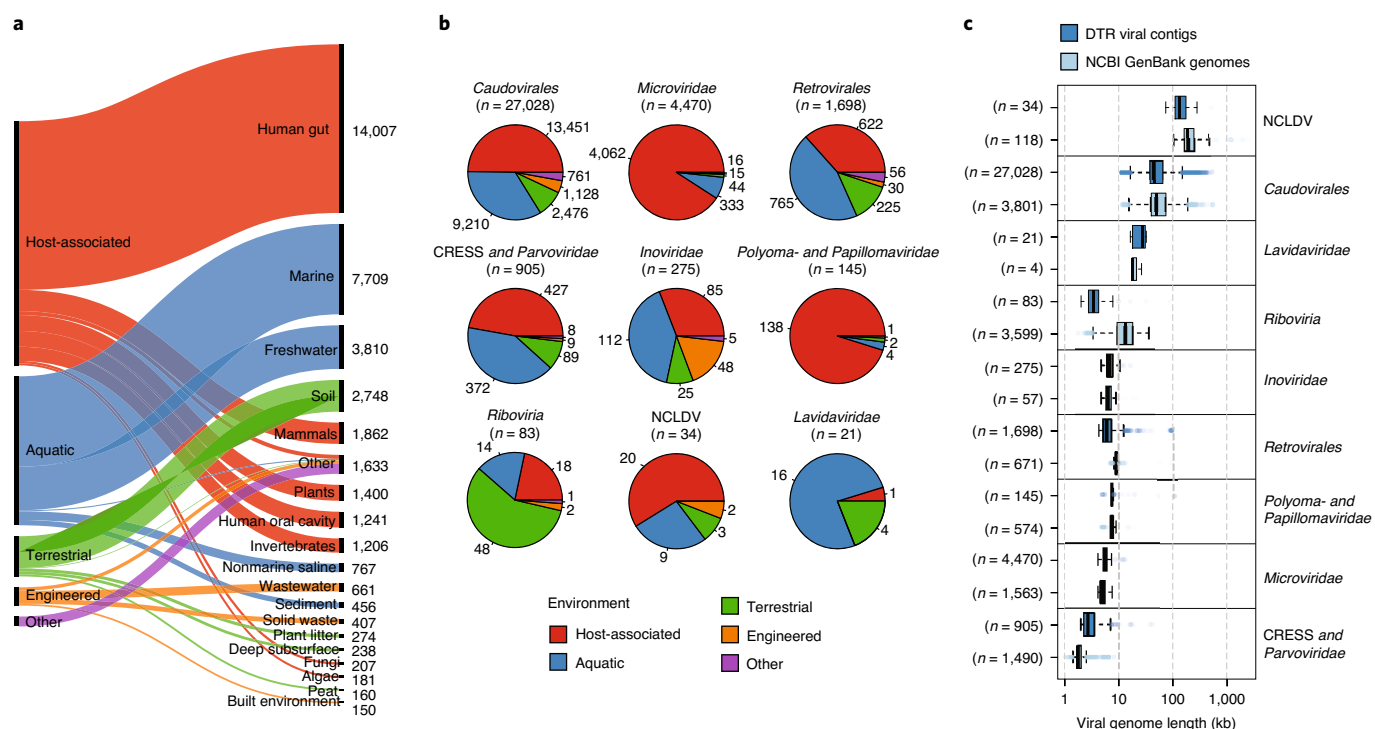 a
Host-associated
Aquatic
Terrestrial
Engineered
Other
Human gut
14,007
Marine
7,709
Freshwater
3,810
Soil
2,748
Mammals
1,862
Other
1,633
Plants
1,400
Human oral cavity
1,241
Invertebrates
1,206
Nonmarine saline
767
Wastewater
661
Sediment
456
Solid waste
407
Plant litter
274
Deep subsurface
238
Fungi
207
Algae
181
Peat
160
Built environment
150
b
Caudovirales
(n = 27,028)
13,451
761
1,128
2,476
9,210
Microviridae
(n = 4,470)
4,062
16
15
44
333
Retrovirales
(n = 1,698)
622
56
30
225
765
CRESS and Parvoviridae
(n = 905)
427
8
9
89
372
Inoviridae
(n = 275)
85
5
48
25
112
Polyoma- and Papillomaviridae
(n = 145)
138
1
2
4
Riboviria
(n = 83)
14
18
1
2
48
NCLDV
(n = 34)
20
2
3
9
Lavidaviridae
(n = 21)
16
1
4
Environment
Host-associated
Aquatic
Terrestrial
Engineered
Other
c
DTR viral contigs
NCBI GenBank genomes
(n = 34)
(n = 118)
NCLDV
(n = 27,028)
(n = 3,801)
Caudovirales
(n = 21)
(n = 4)
Lavidaviridae
(n = 83)
(n = 3,599)
Riboviria
(n = 275)
(n = 57)
Inoviridae
(n = 1,698)
(n = 671)
Retrovirales
(n = 145)
(n = 574)
Polyoma- and
Papillomaviridae
(n = 4,470)
(n = 1,563)
Microviridae
(n = 905)
(n = 1,490)
CRESS and
Parvoviridae
1 10 100 1,000
Viral genome length (kb)